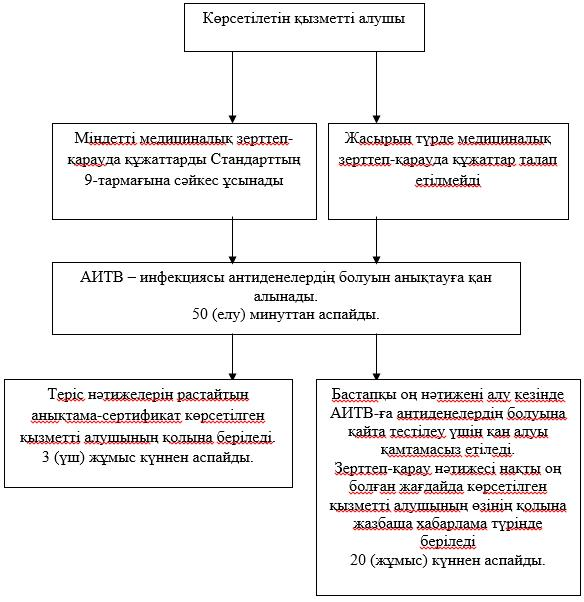 Көрсетілетін қызметті алушы
Міндетті медициналық зерттеп-
қарауда құжаттарды Стандарттың
9-тармағына сәйкес ұсынады
Жасырын түрде медициналық
зерттеп-қарауда құжаттар талап
етілмейді
АИТВ – инфекциясы антиденелердің болуын анықтауға қан
алынады.
50 (елу) минуттан аспайды.
Теріс нәтижелерін растайтын
анықтама-сертификат көрсетілген
қызметті алушының қолына беріледі.
3 (үш) жұмыс күннен аспайды.
Бастапқы оң нәтижені алу кезінде
АИТВ-ға антиденелердің болуына
қайта тестілеу үшін қан алуы
қамтамасыз етіледі.
Зерттеп-қарау нәтижесі нақты оң
болған жағдайда көрсетілген
қызметті алушының өзінің қолына
жазбаша хабарлама түрінде
беріледі
20 (жұмыс) күннен аспайды.